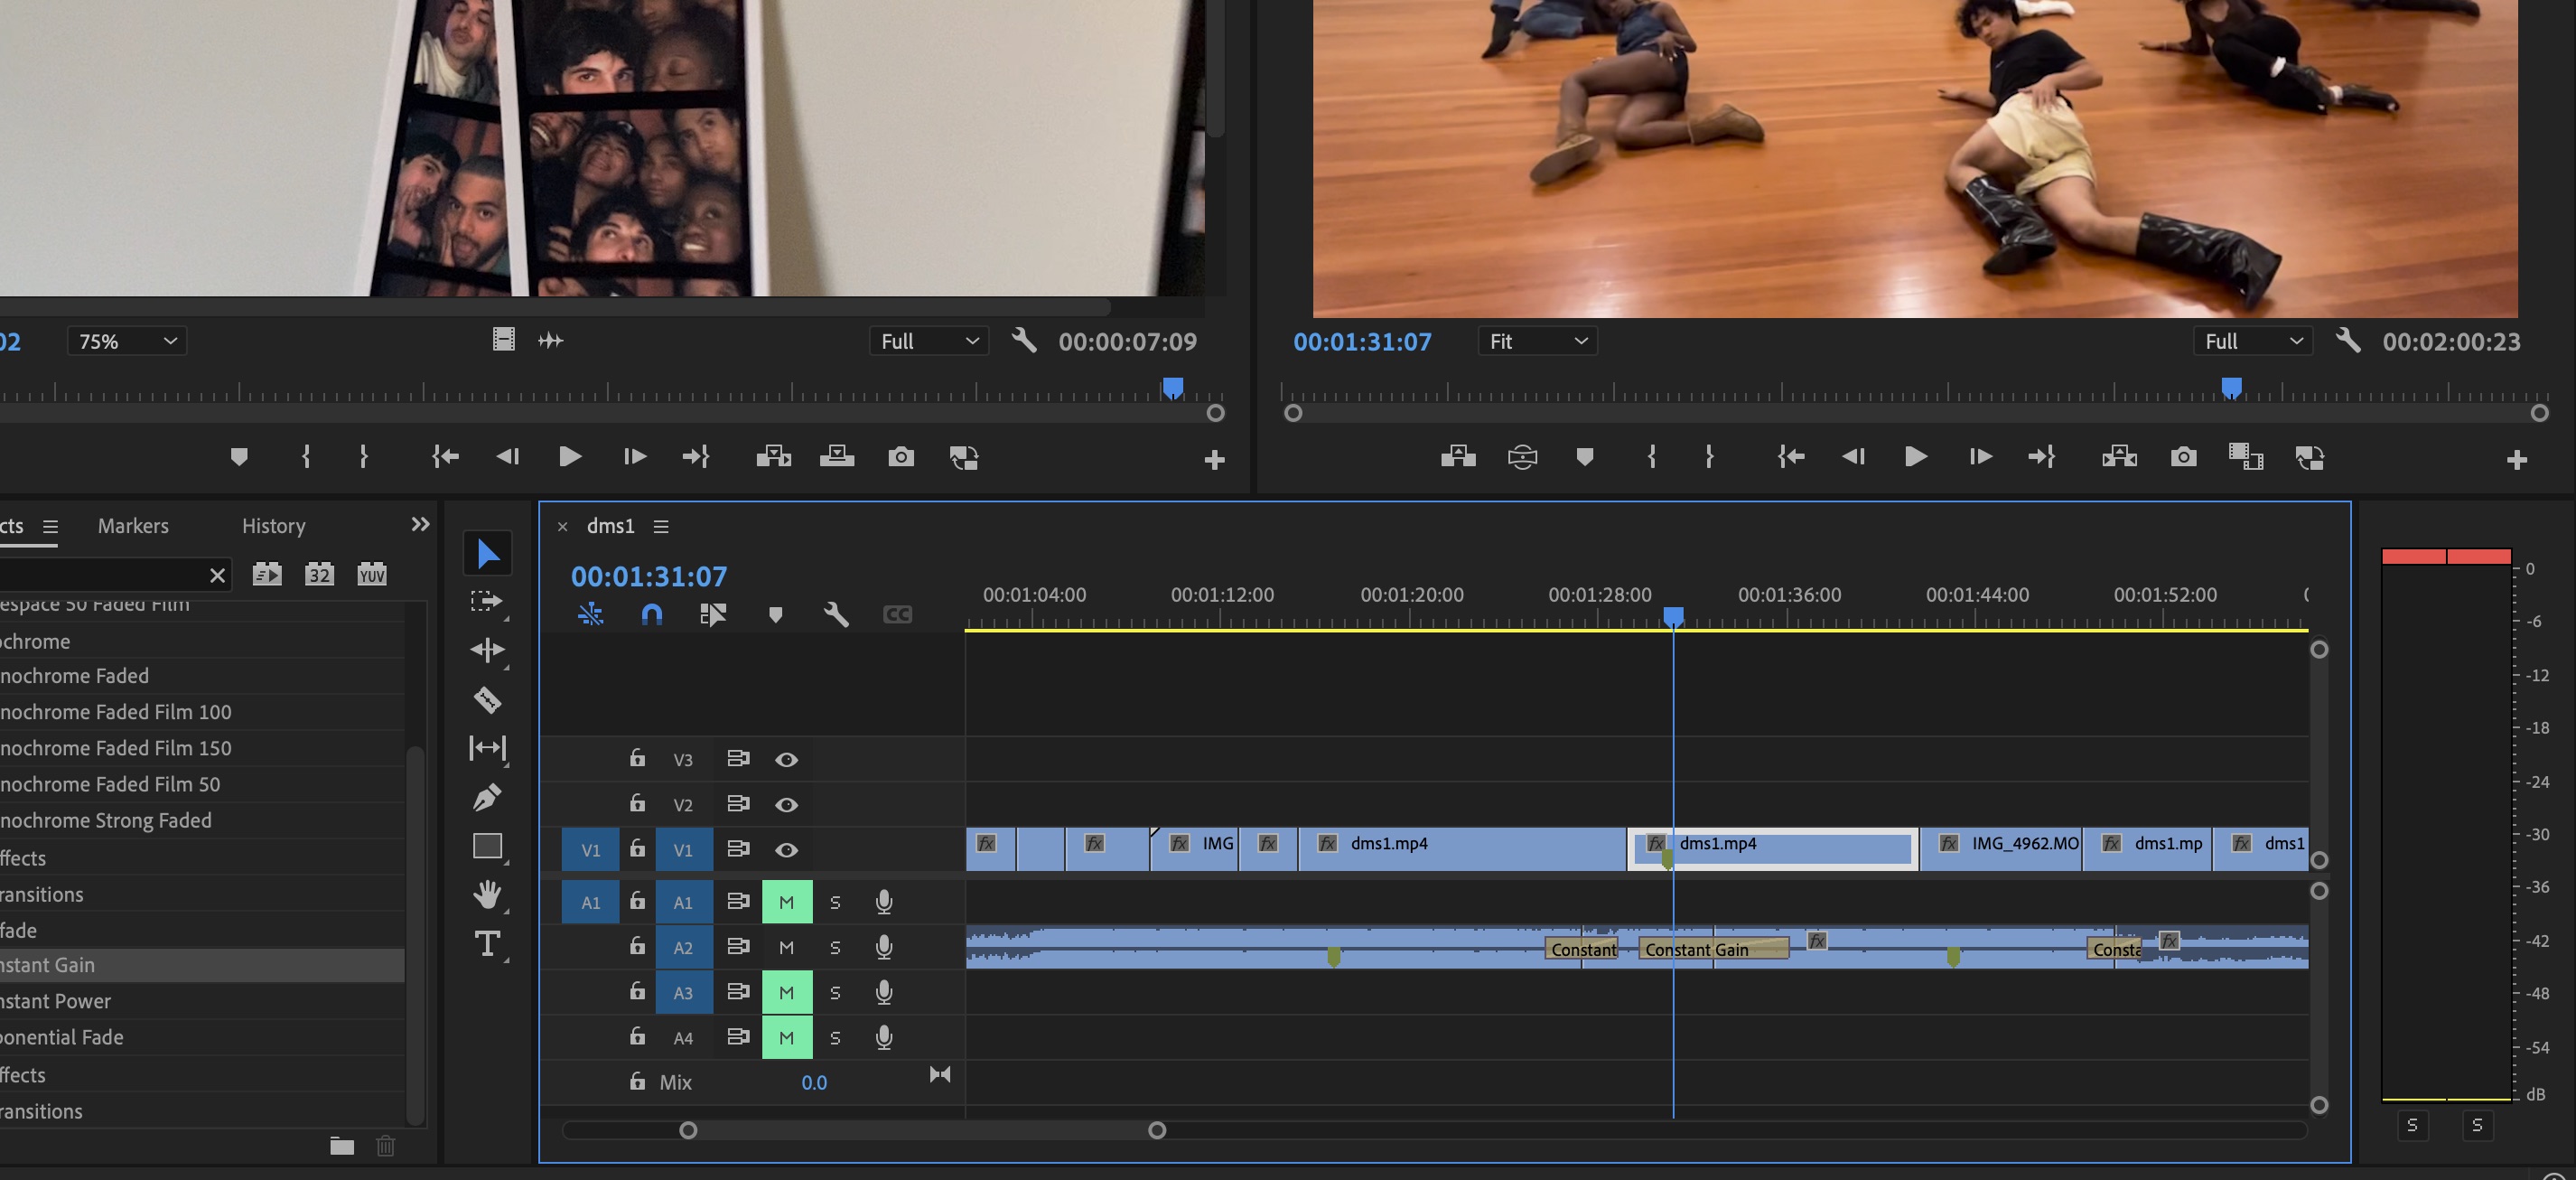 02 75% Full 00:00:07:09
00:01:31:07 Fit Full 00:02:00:23
cts Markers History
32 YUV
espace 50 Faded Film
ochrome
nochrome Faded
nochrome Faded Film 100
nochrome Faded Film 150
nochrome Faded Film 50
nochrome Strong Faded
ffects
ransitions
fade
nstant Gain
nstant Power
ponential Fade
ffects
ransitions
T
dms1
00:01:31:07
CC
00:01:04:00 00:01:12:00 00:01:20:00 00:01:28:00 00:01:36:00 00:01:44:00 00:01:52:00
V3
V2
V1 V1 fx fx fx IMG fx fx dms1.mp4 fx dms1.mp4 fx IMG_4962.MO fx dms1.mp fx dms1
A1 A1 M S
A2 M S Constant Constant Gain fx Consta fx
A3 M S
A4 M S
Mix 0.0
0
-6
-12
-18
-24
-30
-36
-42
-48
-54
dB
S S